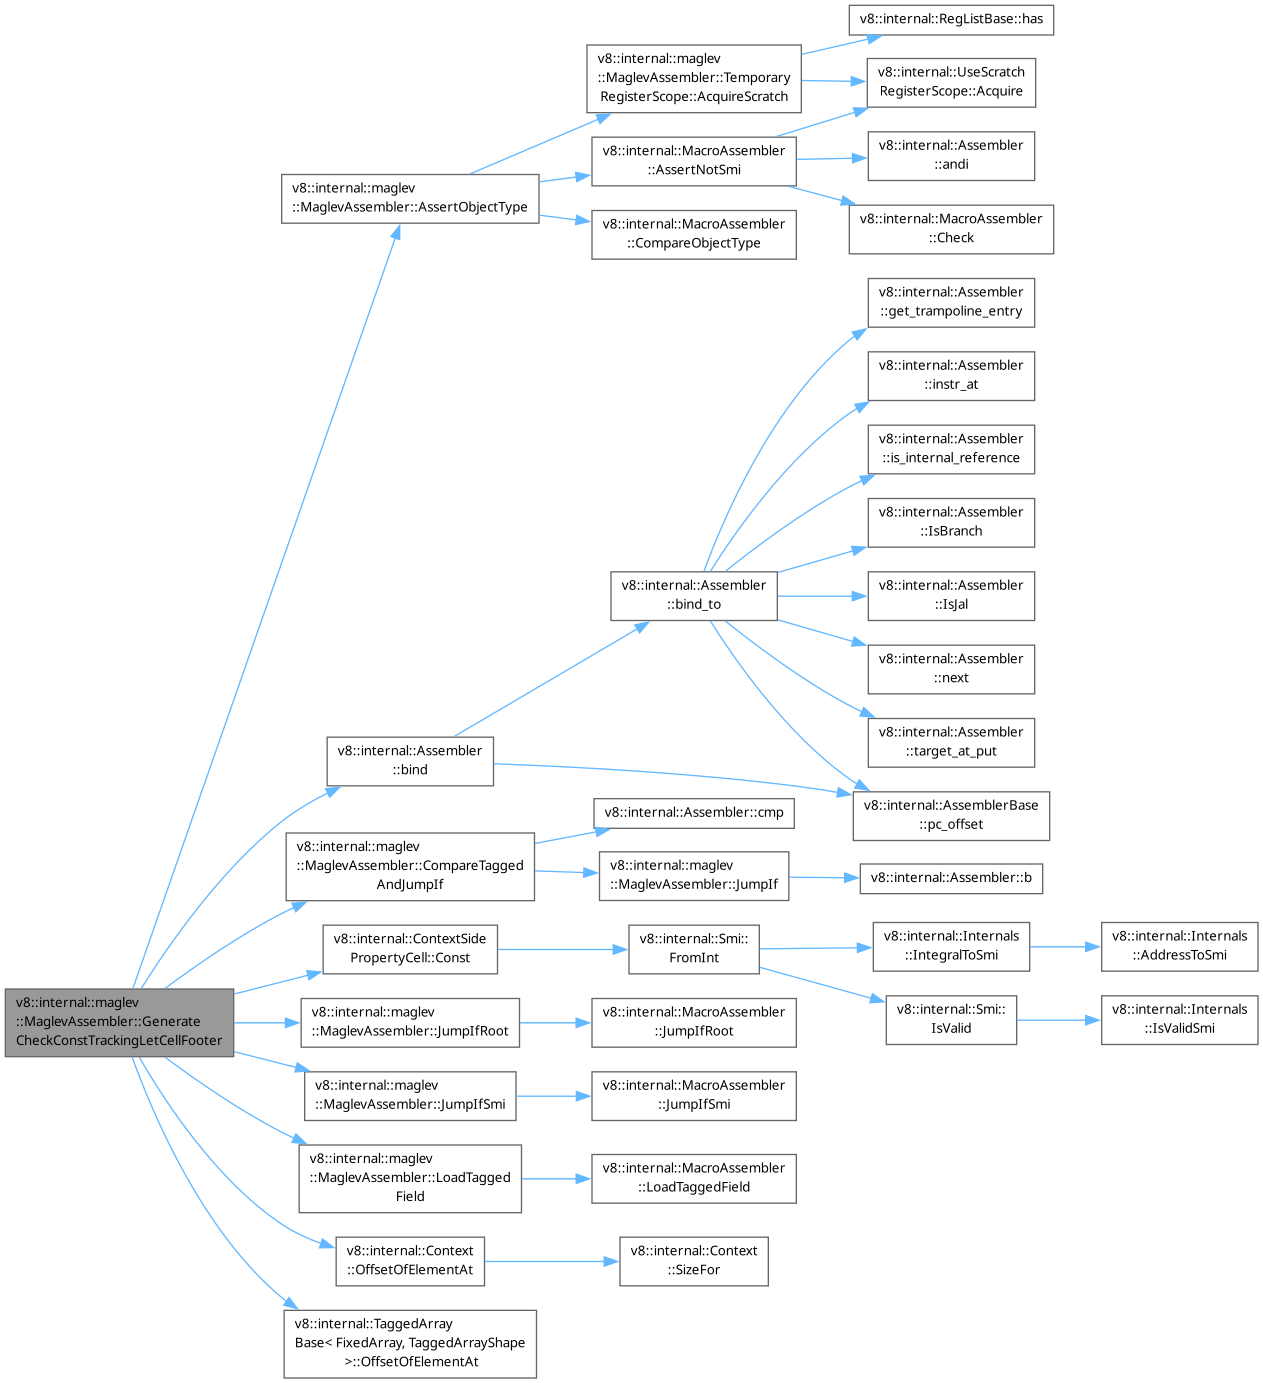 v8::internal::RegListBase::has
v8::internal::maglev
::MaglevAssembler::Temporary
RegisterScope::AcquireScratch
v8::internal::UseScratch
RegisterScope::Acquire
v8::internal::MacroAssembler
::AssertNotSmi
v8::internal::Assembler
::andi
v8::internal::maglev
::MaglevAssembler::AssertObjectType
v8::internal::MacroAssembler
::CompareObjectType
v8::internal::MacroAssembler
::Check
v8::internal::Assembler
::get_trampoline_entry
v8::internal::Assembler
::instr_at
v8::internal::Assembler
::is_internal_reference
v8::internal::Assembler
::IsBranch
v8::internal::Assembler
::bind_to
v8::internal::Assembler
::IsJal
v8::internal::Assembler
::next
v8::internal::Assembler
::target_at_put
v8::internal::Assembler
::bind
v8::internal::AssemblerBase
::pc_offset
v8::internal::Assembler::cmp
v8::internal::maglev
::MaglevAssembler::CompareTagged
AndJumpIf
v8::internal::maglev
::MaglevAssembler::JumpIf
v8::internal::Assembler::b
v8::internal::ContextSide
PropertyCell::Const
v8::internal::Smi::
FromInt
v8::internal::Internals
::IntegralToSmi
v8::internal::Internals
::AddressToSmi
v8::internal::maglev
::MaglevAssembler::Generate
CheckConstTrackingLetCellFooter
v8::internal::maglev
::MaglevAssembler::JumpIfRoot
v8::internal::MacroAssembler
::JumpIfRoot
v8::internal::Smi::
IsValid
v8::internal::Internals
::IsValidSmi
v8::internal::maglev
::MaglevAssembler::JumpIfSmi
v8::internal::MacroAssembler
::JumpIfSmi
v8::internal::maglev
::MaglevAssembler::LoadTagged
Field
v8::internal::MacroAssembler
::LoadTaggedField
v8::internal::Context
::OffsetOfElementAt
v8::internal::Context
::SizeFor
v8::internal::TaggedArray
Base< FixedArray, TaggedArrayShape
>::OffsetOfElementAt